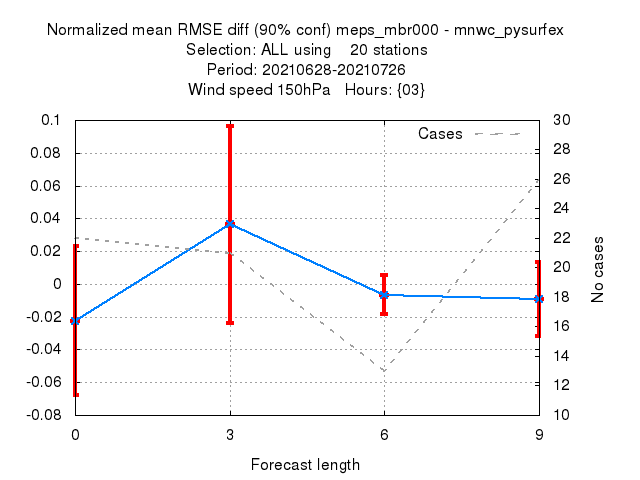 Normalized mean RMSE diff (90% conf) meps_mbr000 - mnwc_pysurfex
Selection: ALL using    20 stations
Period: 20210628-20210726
Wind speed 150hPa   Hours: {03}
Cases
0.1
0.08
0.06
0.04
0.02
0
-0.02
-0.04
-0.06
-0.08
30
28
26
24
22
20
18
16
14
12
10
No cases
0 3 6 9
Forecast length